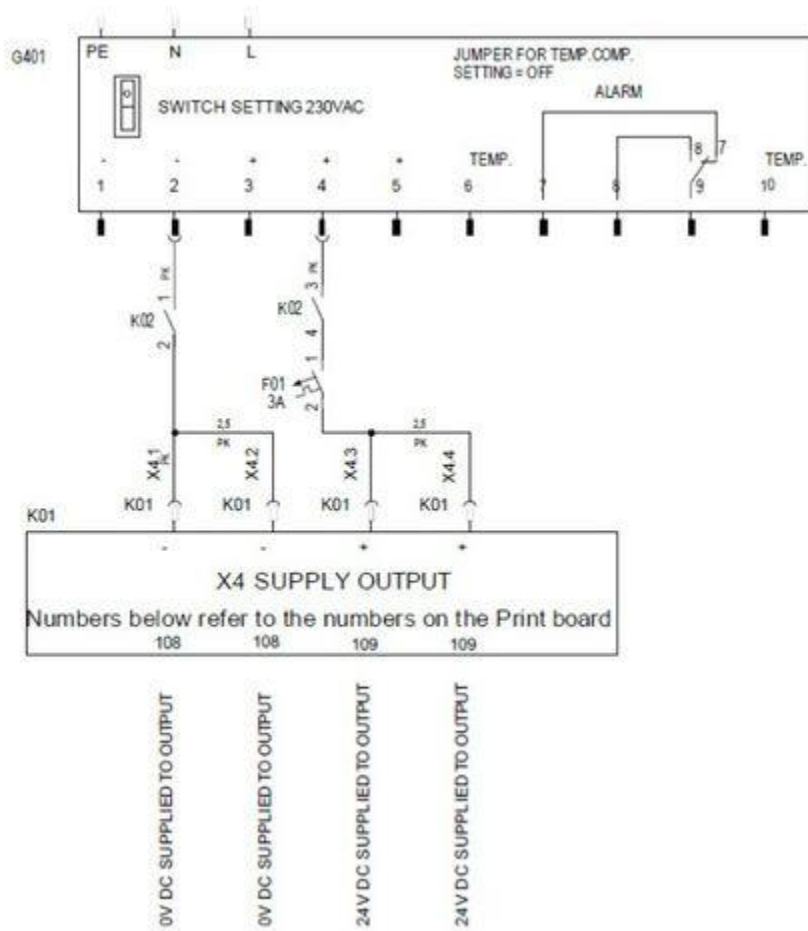 G401
PE N L
JUMPER FOR TEMP.COMP.
SETTING = OFF
ALARM
SWITCH SETTING 230VAC
8 7
- - + + + TEMP. TEMP.
1 2 3 4 5 6 7 8 9 10
PK PK
1 3
K02 K02
2 4
1
F01
3A
2
2,5 2,5
PK PK
X4.1 X4.2 X4.3 X4.4
PK
K01 K01 K01 K01 K01
- - + +
X4 SUPPLY OUTPUT
Numbers below refer to the numbers on the Print board
108 108 109 109
0V DC SUPPLIED TO OUTPUT
0V DC SUPPLIED TO OUTPUT
24V DC SUPPLIED TO OUTPUT
24V DC SUPPLIED TO OUTPUT